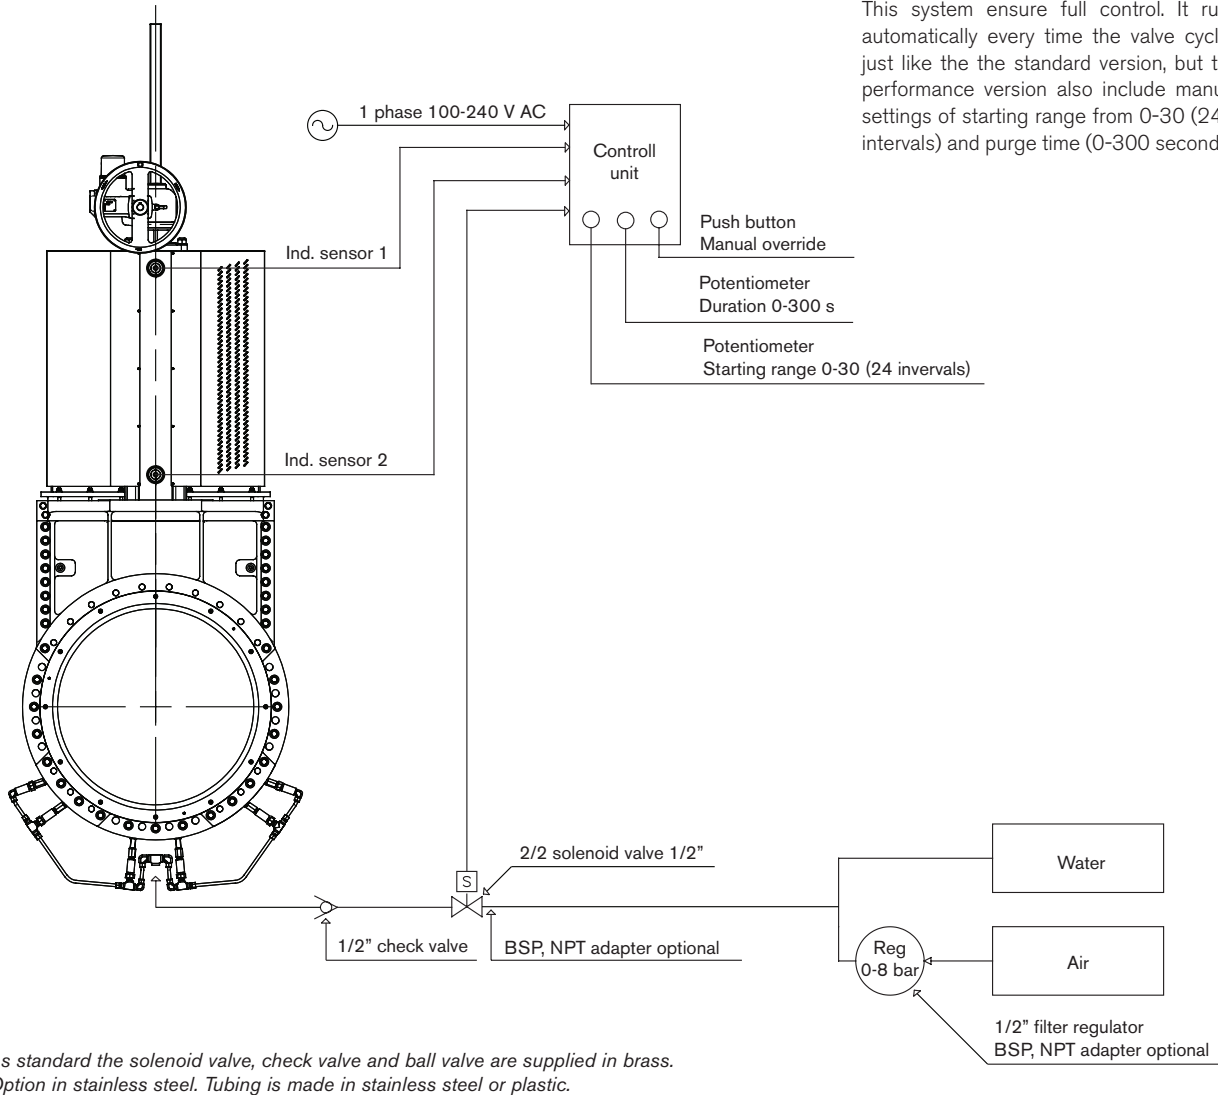 This system ensure full control. It
automatically every time the valve
just like the the standard version, but
performance version also include
settings of starting range from 0-30
intervals) and purge time (0-300
1 phase 100-240 V AC
Controll
unit
Push button
Manual override
Ind. sensor 1
Potentiometer
Duration 0-300 s
Potentiometer
Starting range 0-30 (24 invervals)
Ind. sensor 2
2/2 solenoid valve 1/2”
S
Water
1/2” check valve
BSP, NPT adapter optional
Reg
0-8 bar
Air
1/2” filter regulator
BSP, NPT adapter optional
standard the solenoid valve, check valve and ball valve are supplied in brass.
Option in stainless steel. Tubing is made in stainless steel or plastic.